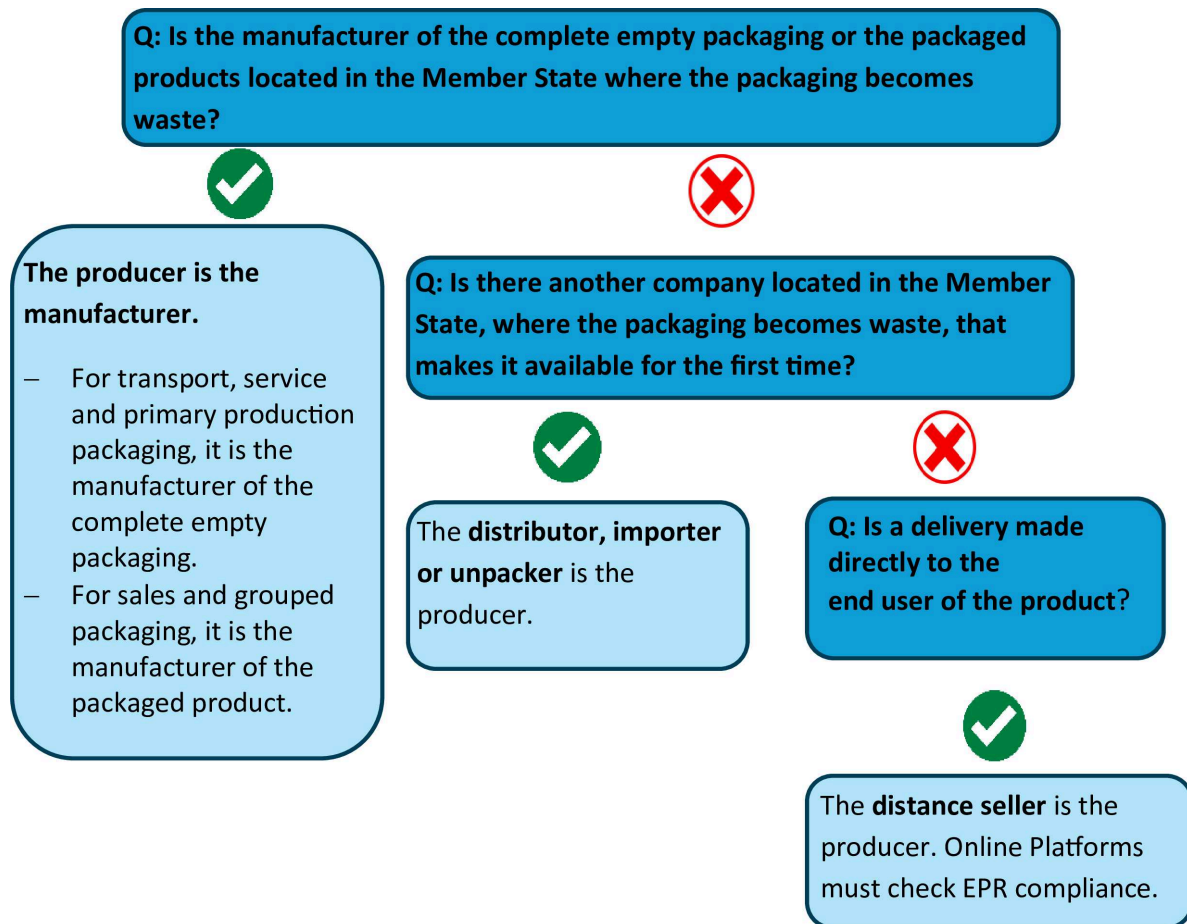 Q: Is the manufacturer of the complete empty packaging or the packaged
products located in the Member State where the packaging becomes
waste?
The producer is the
manufacturer.
– For transport, service
and primary production
packaging, it is the
manufacturer of the
complete empty
packaging.
– For sales and grouped
packaging, it is the
manufacturer of the
packaged product.
Q: Is there another company located in the Member
State, where the packaging becomes waste, that
makes it available for the first time?
The distributor, importer
or unpacker is the
producer.
Q: Is a delivery made
directly to the
end user of the product?
The distance seller is the
producer. Online Platforms
must check EPR compliance.